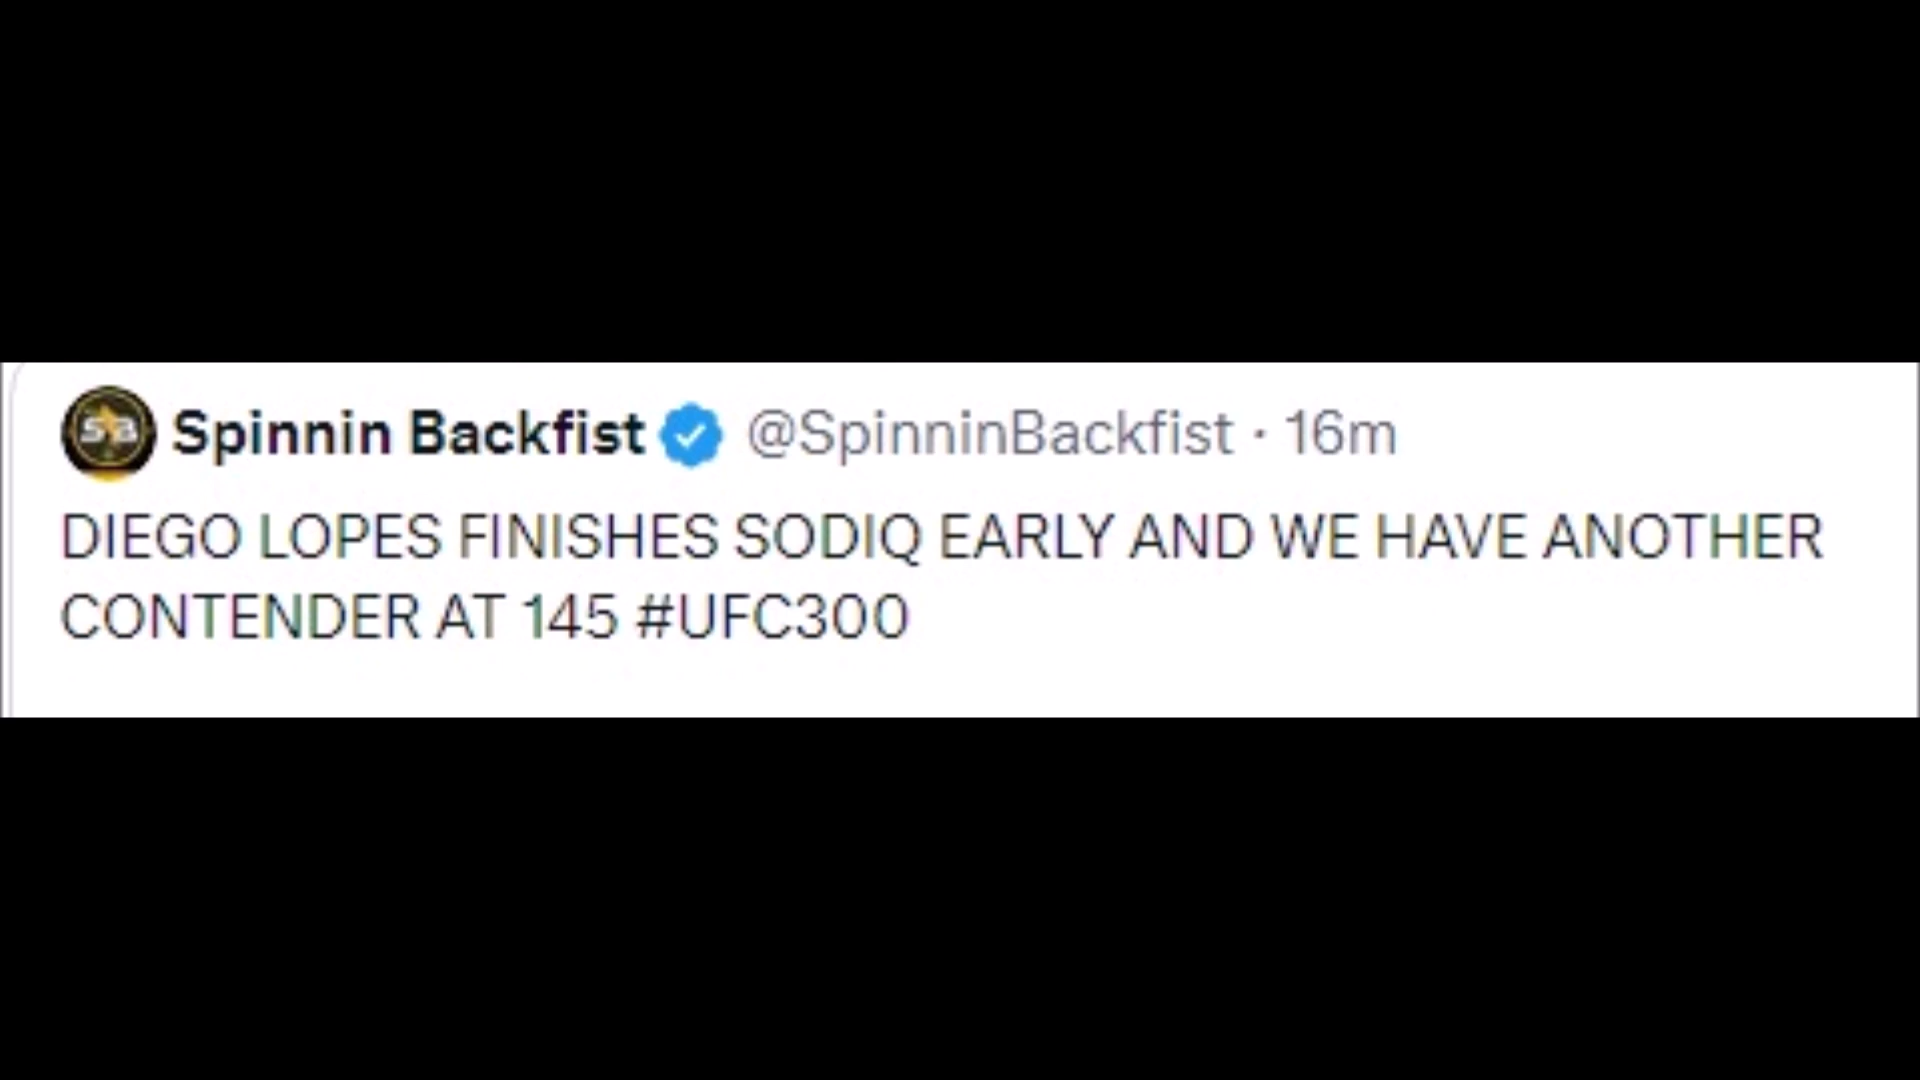 Spinnin Backfist @SpinninBackfist · 16m
DIEGO LOPES FINISHES SODIQ EARLY AND WE HAVE ANOTHER
CONTENDER AT 145 #UFC300